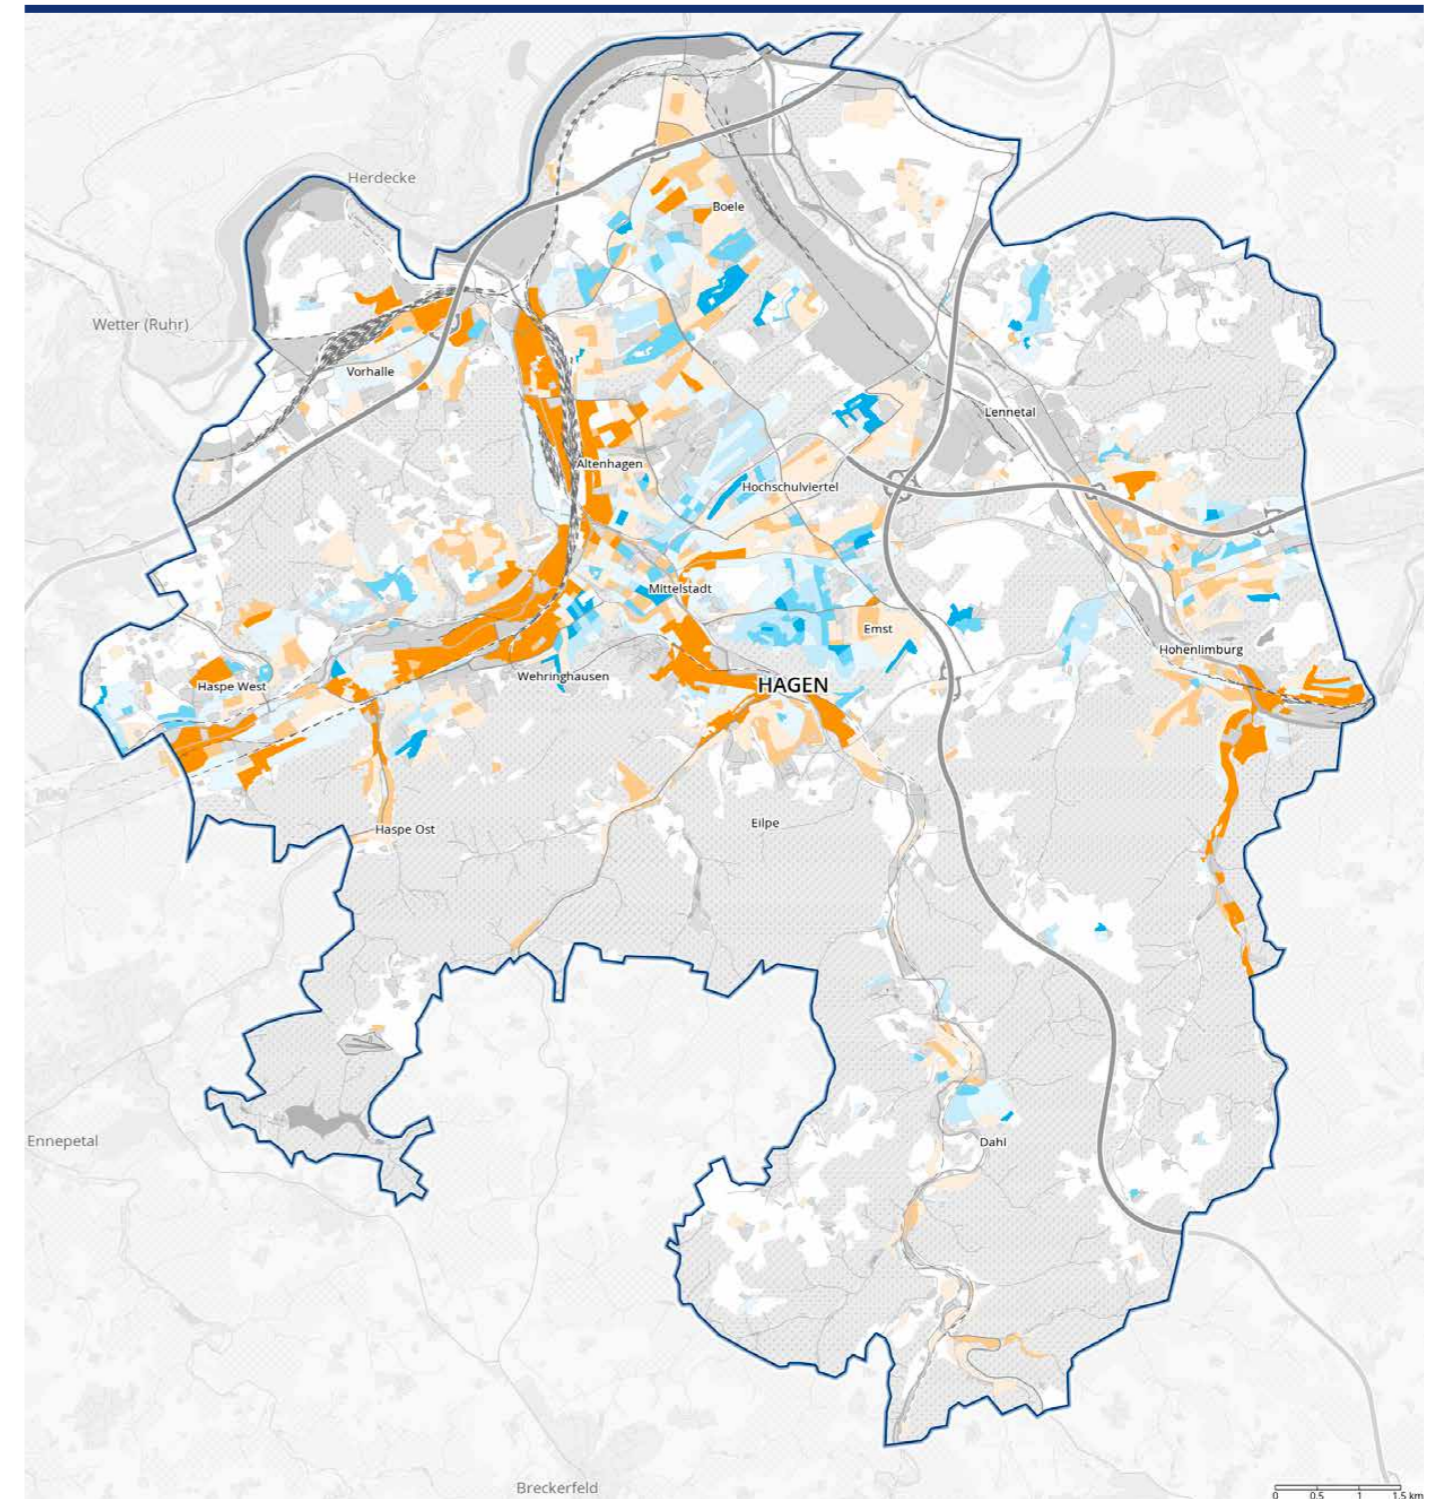 Herdecke
Boele
Wetter (Ruhr)
Vorhalle
Lennetal
Altenhagen
Hochschulviertel
Mittelstadt
Emst
Hohenlimburg
Wehringhausen
HAGEN
Haspe West
Eilpe
Haspe Ost
Ennepetal
Dahl
Breckerfeld
0 0.5 1 1.5 km